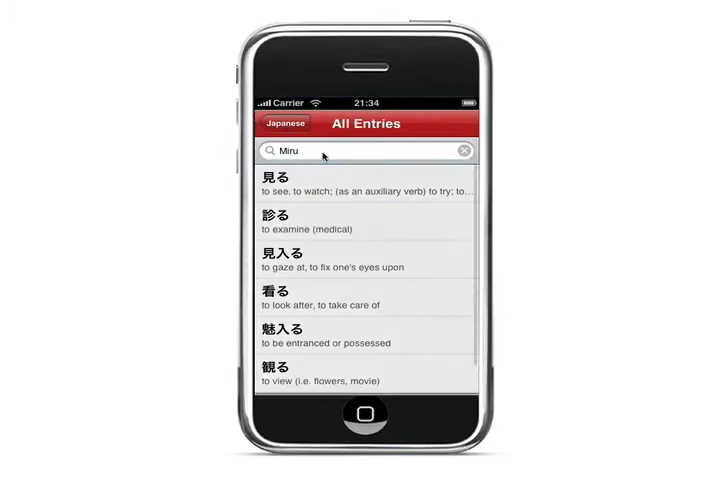 Carrier 21:34
Japanese All Entries
Miru
見る
to see, to watch; (as an auxiliary verb) to try; to…
診る
to examine (medical)
見入る
to gaze at, to fix one's eyes upon
看る
to look after, to take care of
魅入る
to be entranced or possessed
観る
to view (i.e. flowers, movie)